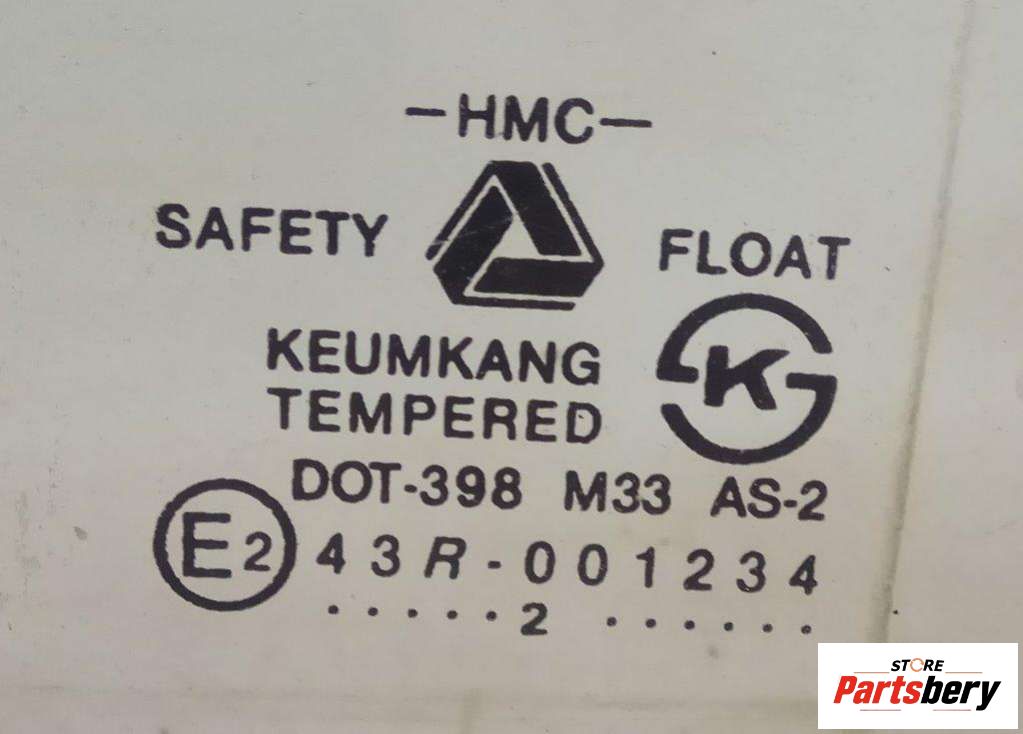 -HMC-
SAFETY FLOAT
KEUMKANG
TEMPERED
K
DOT-398 M33 AS-2
E2 43R-001234
.....2 ......
STORE
Partsbery